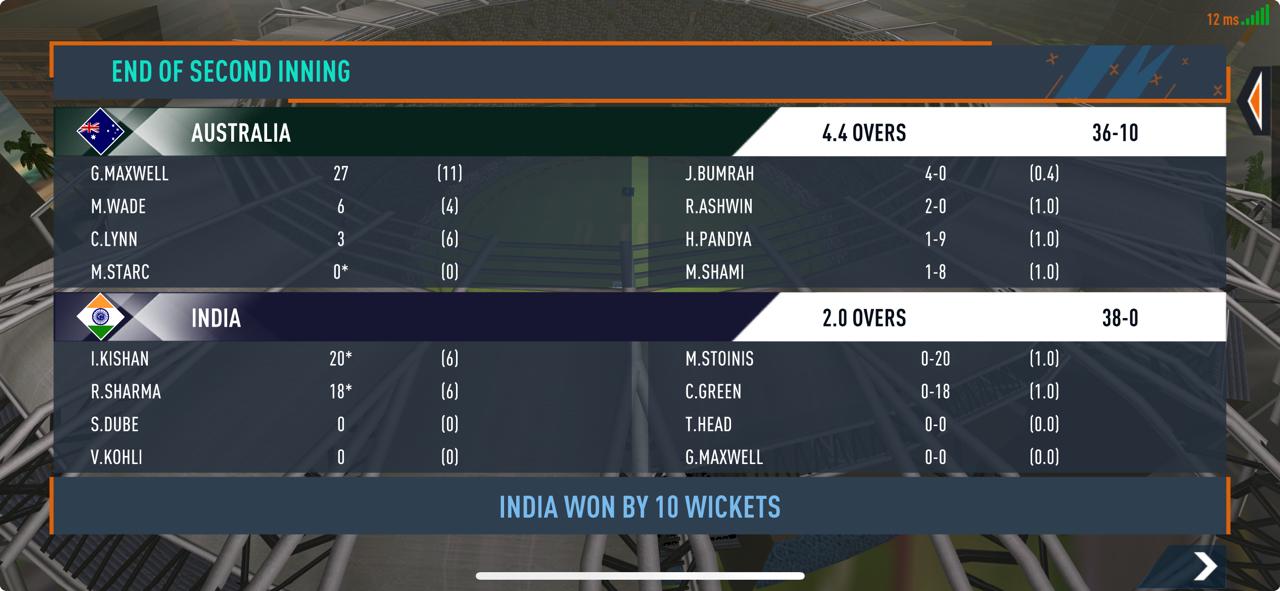 12 ms
END OF SECOND INNING
AUSTRALIA 4.4 OVERS 36-10
G.MAXWELL 27 (11) J.BUMRAH 4-0 (0.4)
M.WADE 6 (4) R.ASHWIN 2-0 (1.0)
C.LYNN 3 (6) H.PANDYA 1-9 (1.0)
M.STARC 0* (0) M.SHAMI 1-8 (1.0)
INDIA 2.0 OVERS 38-0
I.KISHAN 20* (6) M.STOINIS 0-20 (1.0)
R.SHARMA 18* (6) C.GREEN 0-18 (1.0)
S.DUBE 0 (0) T.HEAD 0-0 (0.0)
V.KOHLI 0 (0) G.MAXWELL 0-0 (0.0)
INDIA WON BY 10 WICKETS